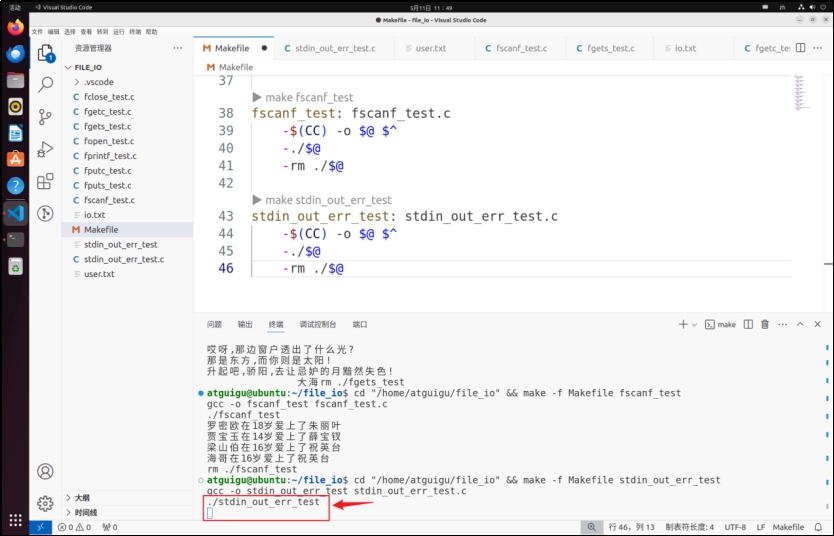 活动
Visual Studio Code
5月11日 11：49
zh
Makefile - file_io - Visual Studio Code
文件 编辑 选择 查看 转到 运行 终端 帮助
资源管理器
FILE_IO
.vscode
C fclose_test.c
C fgetc_test.c
C fgets_test.c
C fopen_test.c
C fprintf_test.c
C fputc_test.c
C fputs_test.c
C fscanf_test.c
io.txt
M Makefile
stdin_out_err_test
C stdin_out_err_test.c
user.txt
大纲
时间线
1
M Makefile
C stdin_out_err_test.c
user.txt
C fscanf_test.c
C fgets_test.c
io.txt
C fgetc_tes
M Makefile
37
make fscanf_test
38 fscanf_test: fscanf_test.c
39 -$(CC) -o $@ $^
40 -./$@
41 -rm ./$@
42
make stdin_out_err_test
43 stdin_out_err_test: stdin_out_err_test.c
44 -$(CC) -o $@ $^
45 -./$@
46 -rm ./$@
问题 输出 终端 调试控制台 端口
make
哎呀,那边窗户透出了什么光?
那是东方,而你则是太阳!
升起吧,骄阳,去让忌妒的月黯然失色!
大海rm ./fgets_test
atguigu@ubuntu:~/file_io$ cd "/home/atguigu/file_io" && make -f Makefile fscanf_test
gcc -o fscanf_test fscanf_test.c
./fscanf_test
罗密欧在18岁爱上了朱丽叶
贾宝玉在14岁爱上了薛宝钗
梁山伯在16岁爱上了祝英台
海哥在16岁爱上了祝英台
rm ./fscanf_test
atguigu@ubuntu:~/file_io$ cd "/home/atguigu/file_io" && make -f Makefile stdin_out_err_test
gcc -o stdin_out_err_test stdin_out_err_test.c
./stdin_out_err_test
0 0 0
行 46，列 13 制表符长度: 4 UTF-8 LF Makefile